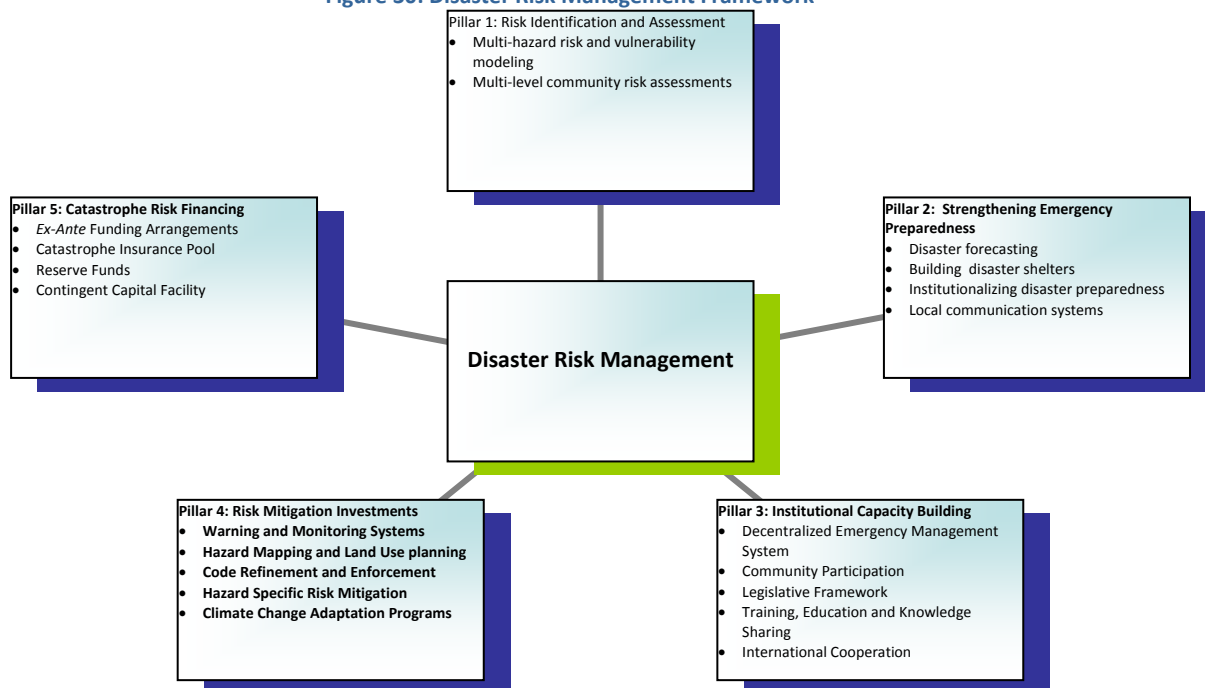 Figure 30: Disaster Risk Management Framework
Pillar 1: Risk Identification and Assessment
• Multi-hazard risk and vulnerability
modeling
• Multi-level community risk assessments
Pillar 5: Catastrophe Risk Financing
• Ex-Ante Funding Arrangements
• Catastrophe Insurance Pool
• Reserve Funds
• Contingent Capital Facility
Pillar 2: Strengthening Emergency
Preparedness
• Disaster forecasting
• Building disaster shelters
• Institutionalizing disaster preparedness
• Local communication systems
Disaster Risk Management
Pillar 4: Risk Mitigation Investments
• Warning and Monitoring Systems
• Hazard Mapping and Land Use planning
• Code Refinement and Enforcement
• Hazard Specific Risk Mitigation
• Climate Change Adaptation Programs
Pillar 3: Institutional Capacity Building
• Decentralized Emergency Management
System
• Community Participation
• Legislative Framework
• Training, Education and Knowledge
Sharing
• International Cooperation